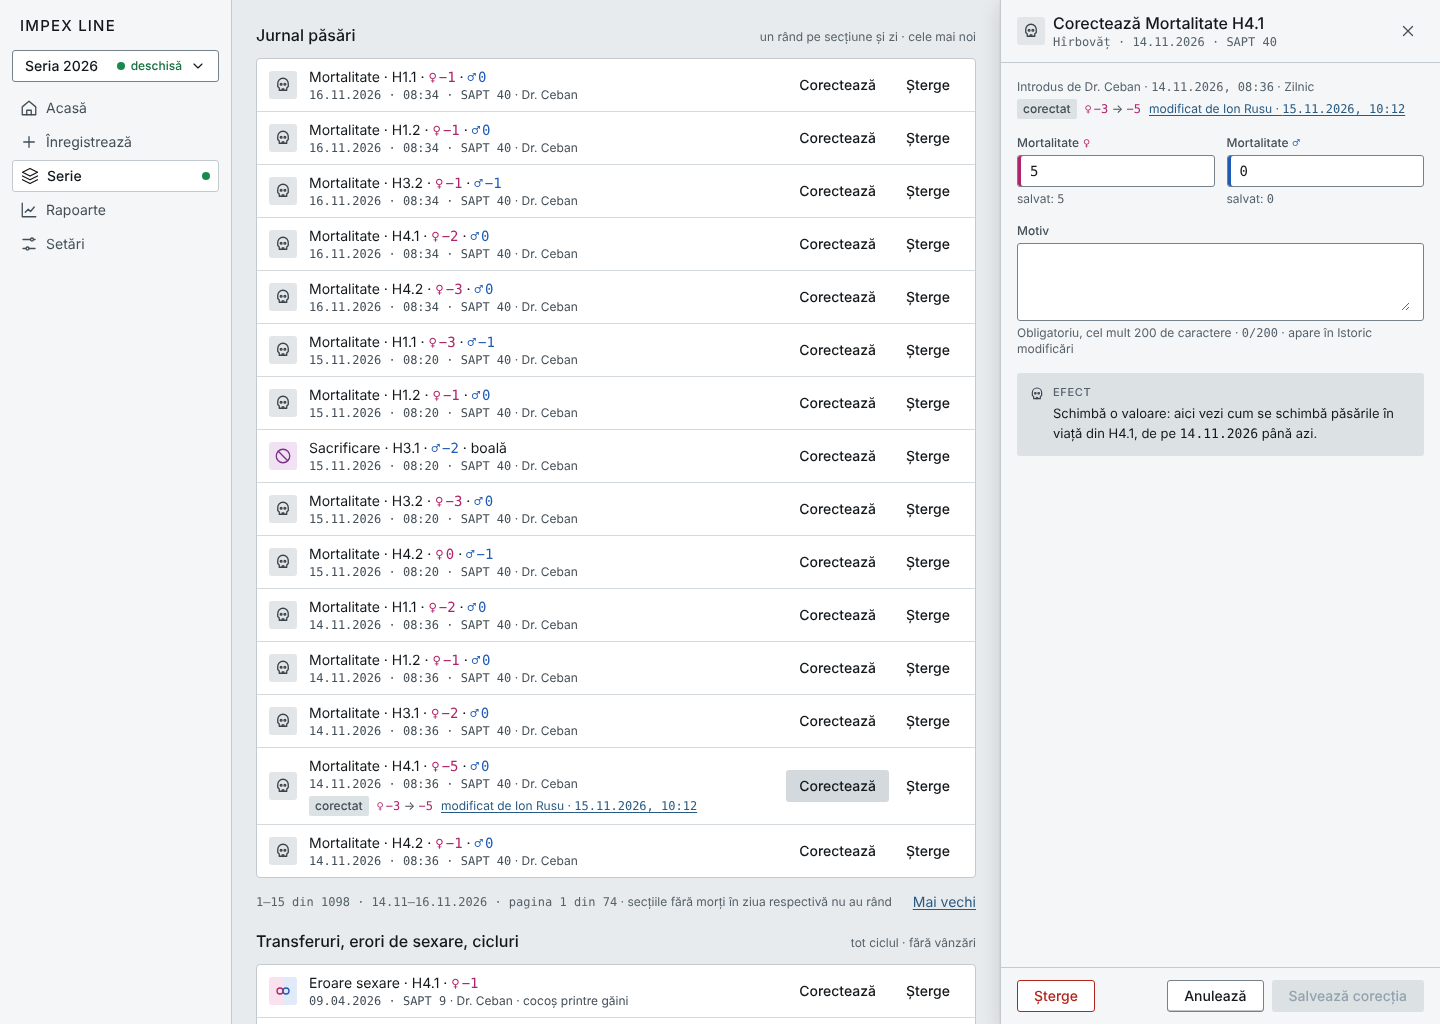 IMPEX LINE
Seria 2026 deschisă
Acasă
Înregistrează
Serie
Rapoarte
Setări
Jurnal păsări
un rând pe secțiune și zi · cele mai noi
Mortalitate · H1.1 · ♀−1 · ♂0
16.11.2026 · 08:34 · SAPT 40 · Dr. Ceban
Corectează Șterge
Mortalitate · H1.2 · ♀−1 · ♂0
16.11.2026 · 08:34 · SAPT 40 · Dr. Ceban
Corectează Șterge
Mortalitate · H3.2 · ♀−1 · ♂−1
16.11.2026 · 08:34 · SAPT 40 · Dr. Ceban
Corectează Șterge
Mortalitate · H4.1 · ♀−2 · ♂0
16.11.2026 · 08:34 · SAPT 40 · Dr. Ceban
Corectează Șterge
Mortalitate · H4.2 · ♀−3 · ♂0
16.11.2026 · 08:34 · SAPT 40 · Dr. Ceban
Corectează Șterge
Mortalitate · H1.1 · ♀−3 · ♂−1
15.11.2026 · 08:20 · SAPT 40 · Dr. Ceban
Corectează Șterge
Mortalitate · H1.2 · ♀−1 · ♂0
15.11.2026 · 08:20 · SAPT 40 · Dr. Ceban
Corectează Șterge
Sacrificare · H3.1 · ♂−2 · boală
15.11.2026 · 08:20 · SAPT 40 · Dr. Ceban
Corectează Șterge
Mortalitate · H3.2 · ♀−3 · ♂0
15.11.2026 · 08:20 · SAPT 40 · Dr. Ceban
Corectează Șterge
Mortalitate · H4.2 · ♀0 · ♂−1
15.11.2026 · 08:20 · SAPT 40 · Dr. Ceban
Corectează Șterge
Mortalitate · H1.1 · ♀−2 · ♂0
14.11.2026 · 08:36 · SAPT 40 · Dr. Ceban
Corectează Șterge
Mortalitate · H1.2 · ♀−1 · ♂0
14.11.2026 · 08:36 · SAPT 40 · Dr. Ceban
Corectează Șterge
Mortalitate · H3.1 · ♀−2 · ♂0
14.11.2026 · 08:36 · SAPT 40 · Dr. Ceban
Corectează Șterge
Mortalitate · H4.1 · ♀−5 · ♂0
14.11.2026 · 08:36 · SAPT 40 · Dr. Ceban
corectat ♀−3 → −5 modificat de Ion Rusu · 15.11.2026, 10:12
Corectează Șterge
Mortalitate · H4.2 · ♀−1 · ♂0
14.11.2026 · 08:36 · SAPT 40 · Dr. Ceban
Corectează Șterge
1–15 din 1098 · 14.11–16.11.2026 · pagina 1 din 74 · secțiile fără morți în ziua respectivă nu au rând
Mai vechi
Transferuri, erori de sexare, cicluri
tot ciclul · fără vânzări
Eroare sexare · H4.1 · ♀−1
09.04.2026 · SAPT 9 · Dr. Ceban · cocoș printre găini
Corectează Șterge
Corectează Mortalitate H4.1
Hîrbovăț · 14.11.2026 · SAPT 40
Introdus de Dr. Ceban · 14.11.2026, 08:36 · Zilnic
corectat ♀−3 → −5 modificat de Ion Rusu · 15.11.2026, 10:12
Mortalitate ♀ Mortalitate ♂
5 0
salvat: 5 salvat: 0
Motiv
Obligatoriu, cel mult 200 de caractere · 0/200 · apare în Istoric
modificări
EFECT
Schimbă o valoare: aici vezi cum se schimbă păsările în
viață din H4.1, de pe 14.11.2026 până azi.
Șterge Anulează Salvează corecția